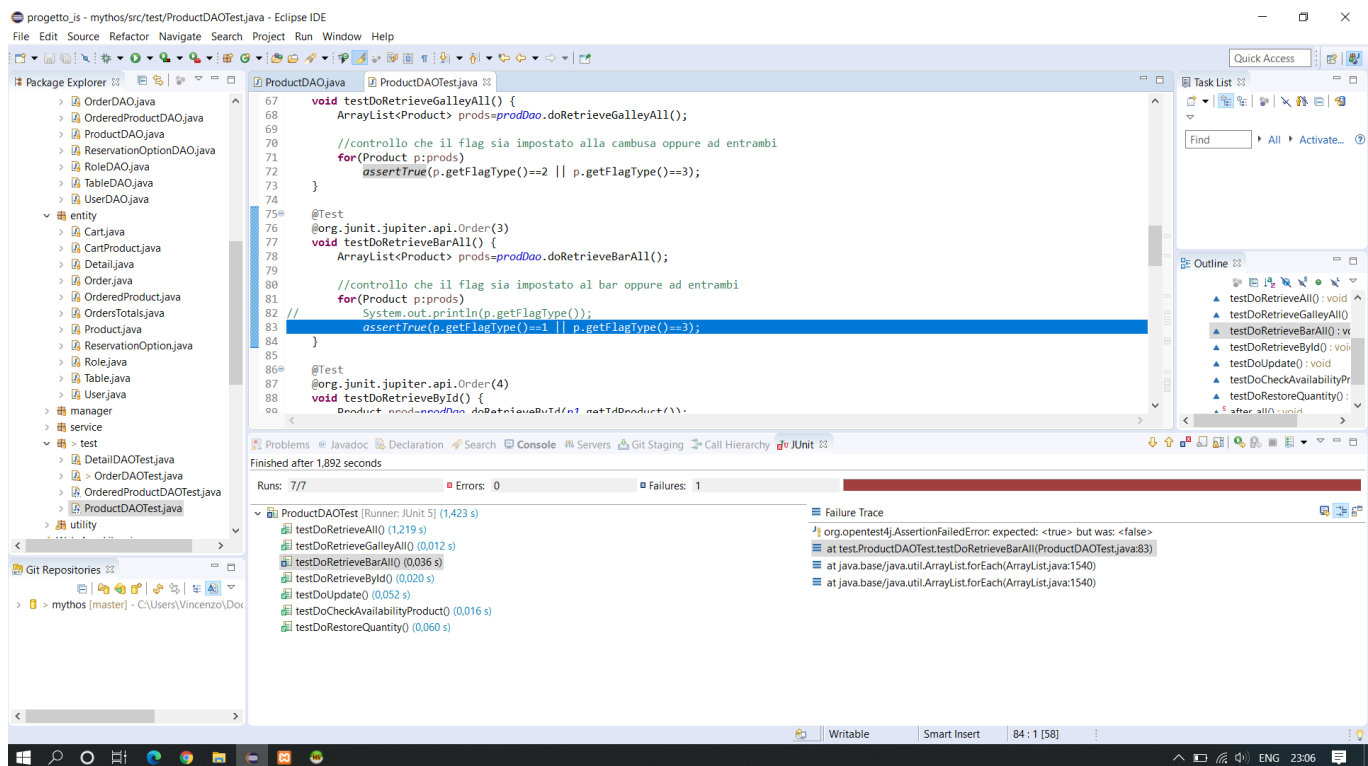 progetto_is - mythos/src/test/ProductDAOTest.java - Eclipse IDE
File Edit Source Refactor Navigate Search Project Run Window Help
Quick Access
Package Explorer
OrderDAO.java
OrderedProductDAO.java
ProductDAO.java
ReservationOptionDAO.java
RoleDAO.java
TableDAO.java
UserDAO.java
entity
Cart.java
CartProduct.java
Detail.java
Order.java
OrderedProduct.java
OrdersTotals.java
Product.java
ReservationOption.java
Role.java
Table.java
User.java
manager
service
> test
DetailDAOTest.java
> OrderDAOTest.java
OrderedProductDAOTest.java
ProductDAOTest.java
utility
Git Repositories
> mythos [master] - C:\Users\Vincenzo\Doc
ProductDAO.java ProductDAOTest.java
67 void testDoRetrieveGalleyAll() {
68 ArrayList<Product> prods=prodDao.doRetrieveGalleyAll();
69
70 //controllo che il flag sia impostato alla cambusa oppure ad entrambi
71 for(Product p:prods)
72 assertTrue(p.getFlagType()==2 || p.getFlagType()==3);
73 }
74
75 @Test
76 @org.junit.jupiter.api.Order(3)
77 void testDoRetrieveBarAll() {
78 ArrayList<Product> prods=prodDao.doRetrieveBarAll();
79
80 //controllo che il flag sia impostato al bar oppure ad entrambi
81 for(Product p:prods)
82 // System.out.println(p.getFlagType());
83 assertTrue(p.getFlagType()==1 || p.getFlagType()==3);
84 }
85
86 @Test
87 @org.junit.jupiter.api.Order(4)
88 void testDoRetrieveById() {
89 Product prod=prodDao.doRetrieveById(p1.getIdProduct());
Task List
Find All Activate...
Outline
testDoRetrieveAll() : void
testDoRetrieveGalleyAll()
testDoRetrieveBarAll() : vo
testDoRetrieveById() : voi
testDoUpdate() : void
testDoCheckAvailabilityPr
testDoRestoreQuantity() :
S after_all() : void
Problems @ Javadoc Declaration Search Console Servers Git Staging Call Hierarchy JUnit
Finished after 1,892 seconds
Runs: 7/7 Errors: 0 Failures: 1
ProductDAOTest [Runner: JUnit 5] (1,423 s)
testDoRetrieveAll() (1,219 s)
testDoRetrieveGalleyAll() (0,012 s)
testDoRetrieveBarAll() (0,036 s)
testDoRetrieveById() (0,020 s)
testDoUpdate() (0,052 s)
testDoCheckAvailabilityProduct() (0,016 s)
testDoRestoreQuantity() (0,060 s)
Failure Trace
org.opentest4j.AssertionFailedError: expected: <true> but was: <false>
at test.ProductDAOTest.testDoRetrieveBarAll(ProductDAOTest.java:83)
at java.base/java.util.ArrayList.forEach(ArrayList.java:1540)
at java.base/java.util.ArrayList.forEach(ArrayList.java:1540)
Writable Smart Insert 84 : 1 [58]
ENG 23:06